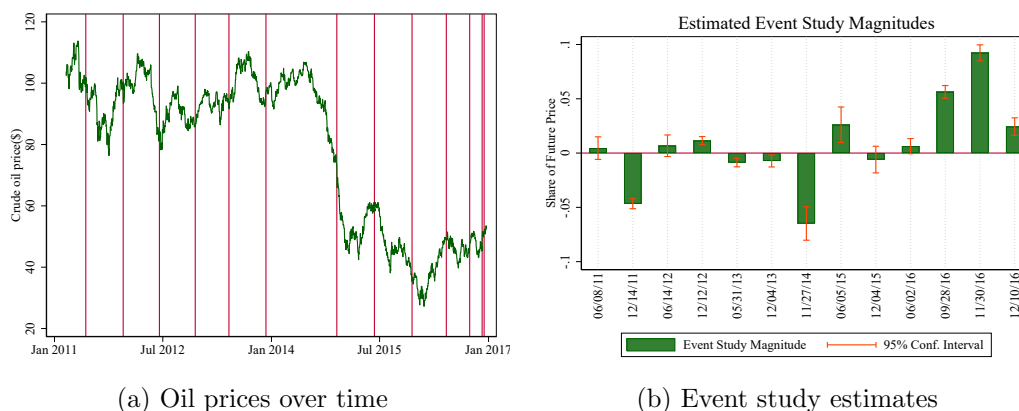 120
100
80
60
40
20
Crude oil price($)
Jan 2011
Jul 2012
Jan 2014
Jul 2015
Jan 2017
(a) Oil prices over time
Estimated Event Study Magnitudes
.1
.05
0
-.05
-.1
Share of Future Price
06/08/11
12/14/11
06/14/12
12/12/12
05/31/13
12/04/13
11/27/14
06/05/15
12/04/15
06/02/16
09/28/16
11/30/16
12/10/16
Event Study Magnitude
95% Conf. Interval
(b) Event study estimates